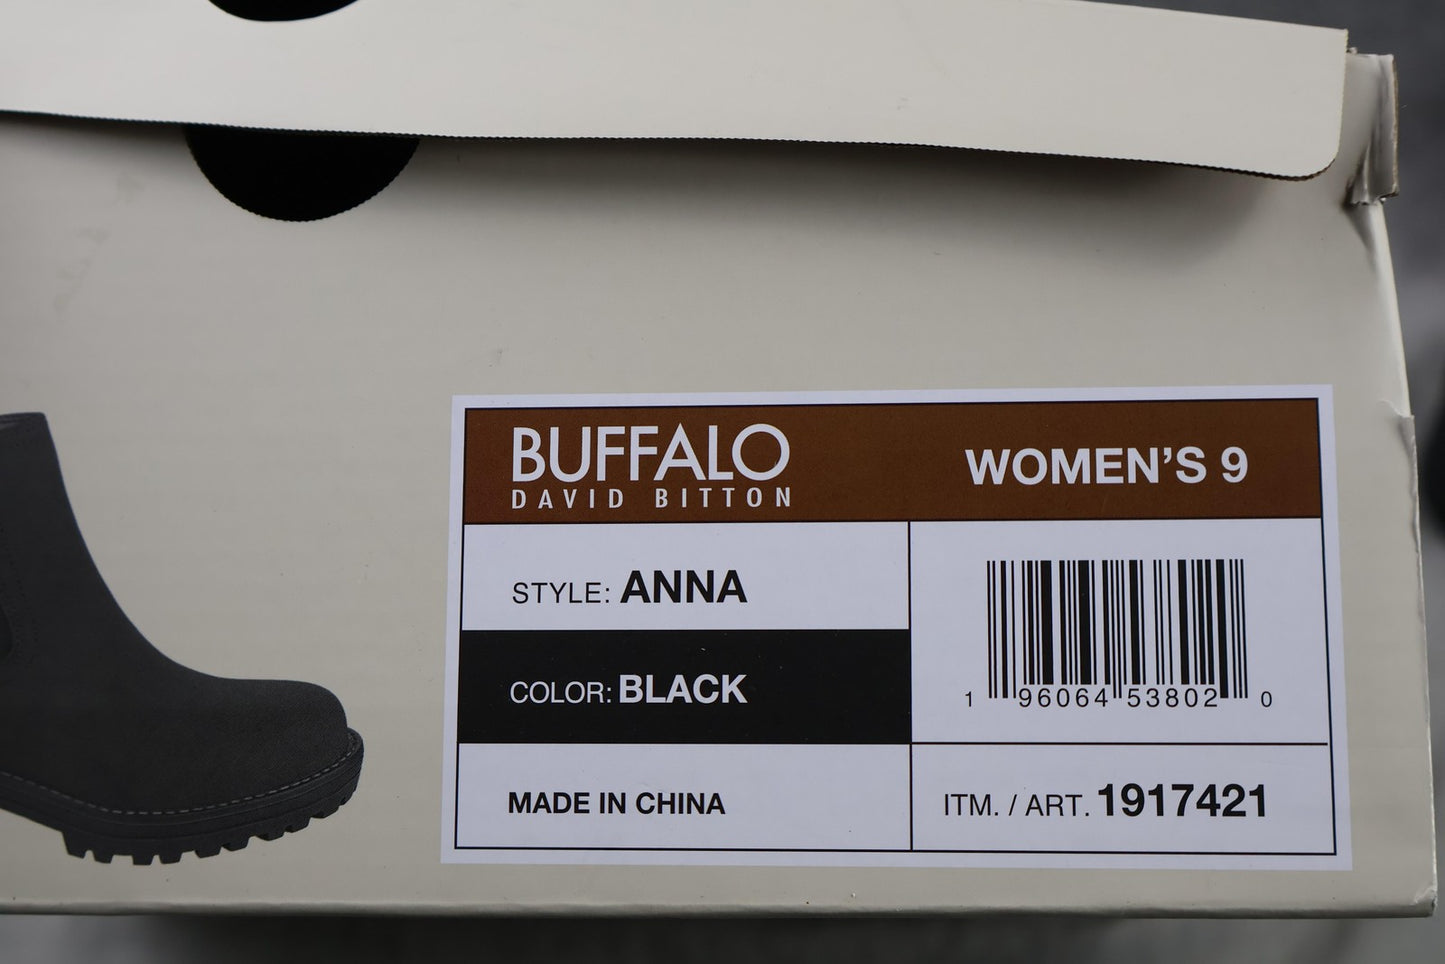 BUFFALO
DAVID BITTON
WOMEN'S 9
STYLE: ANNA
COLOR: BLACK
MADE IN CHINA
1 96064 53802 0
ITM. / ART. 1917421